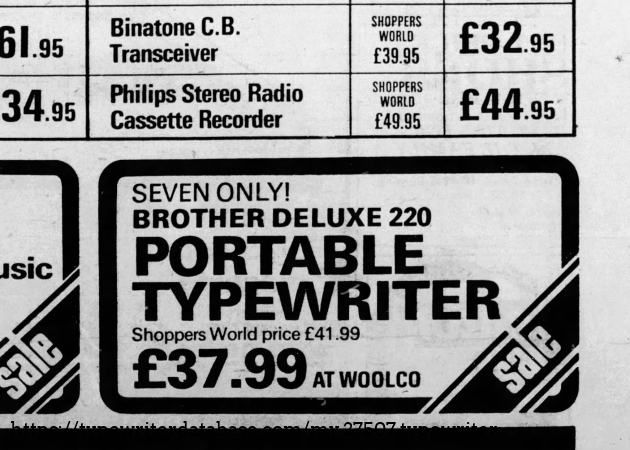 61.95
Binatone C.B.
Transceiver
SHOPPERS
WORLD
£39.95
£32.95
34.95
Philips Stereo Radio
Cassette Recorder
SHOPPERS
WORLD
£49.95
£44.95
usic
sale
SEVEN ONLY!
BROTHER DELUXE 220
PORTABLE
TYPEWRITER
Shoppers World price £41.99
£37.99 AT WOOLCO
sale